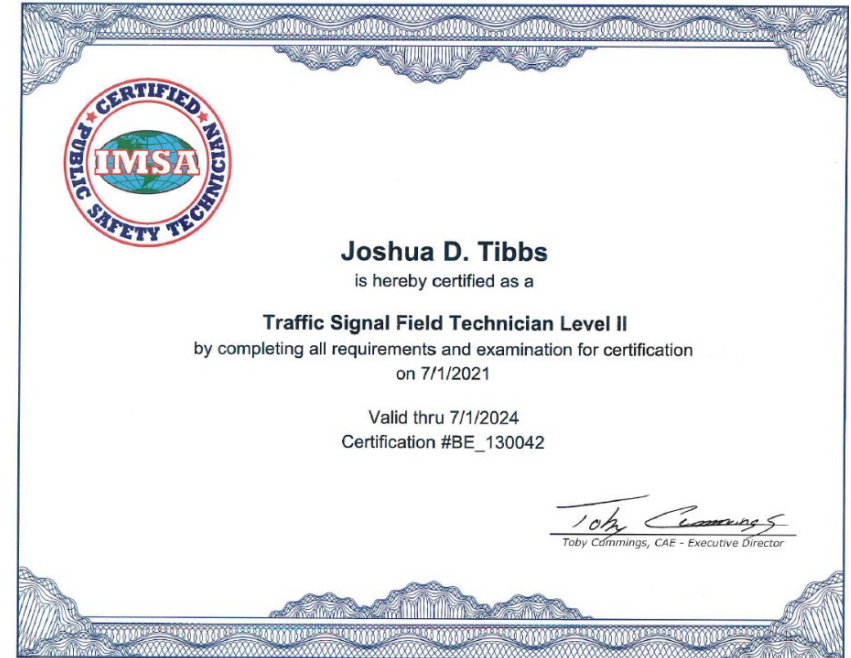 CERTIFIED
PUBLIC SAFETY TECHNICIAN
IMSA
Joshua D. Tibbs
is hereby certified as a
Traffic Signal Field Technician Level II
by completing all requirements and examination for certification
on 7/1/2021
Valid thru 7/1/2024
Certification #BE_130042
Toby Cummings
Toby Cummings, CAE - Executive Director